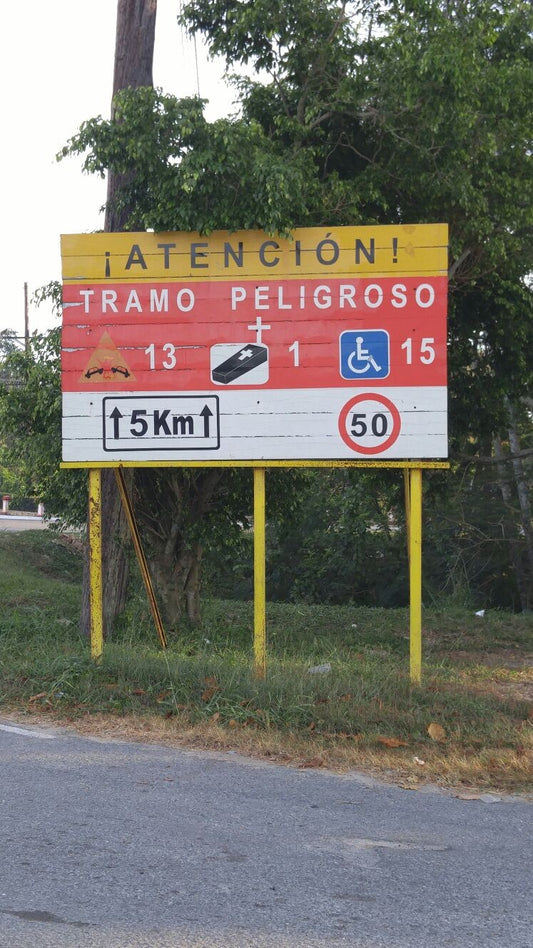 ¡ATENCIÓN!
TRAMO PELIGROSO
13 1 15
5Km 50